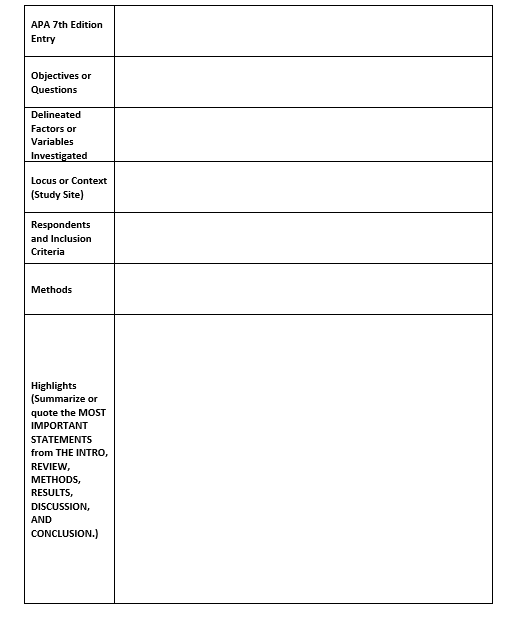 APA 7th Edition
Entry
Objectives or
Questions
Delineated
Factors or
Variables
Investigated
Locus or Context
(Study Site)
Respondents
and Inclusion
Criteria
Methods
Highlights
(Summarize or
quote the MOST
IMPORTANT
STATEMENTS
from THE INTRO,
REVIEW,
METHODS,
RESULTS,
DISCUSSION,
AND
CONCLUSION.)